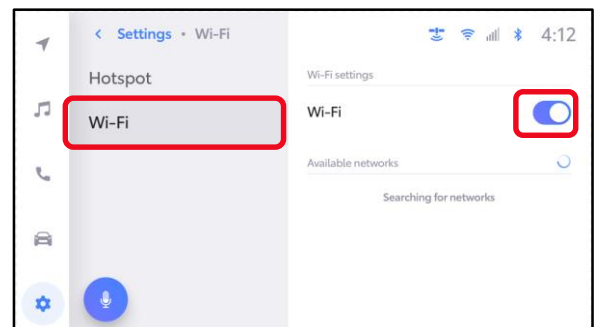 Settings • Wi-Fi
4:12
Hotspot
Wi-Fi
Wi-Fi settings
Wi-Fi
Available networks
Searching for networks